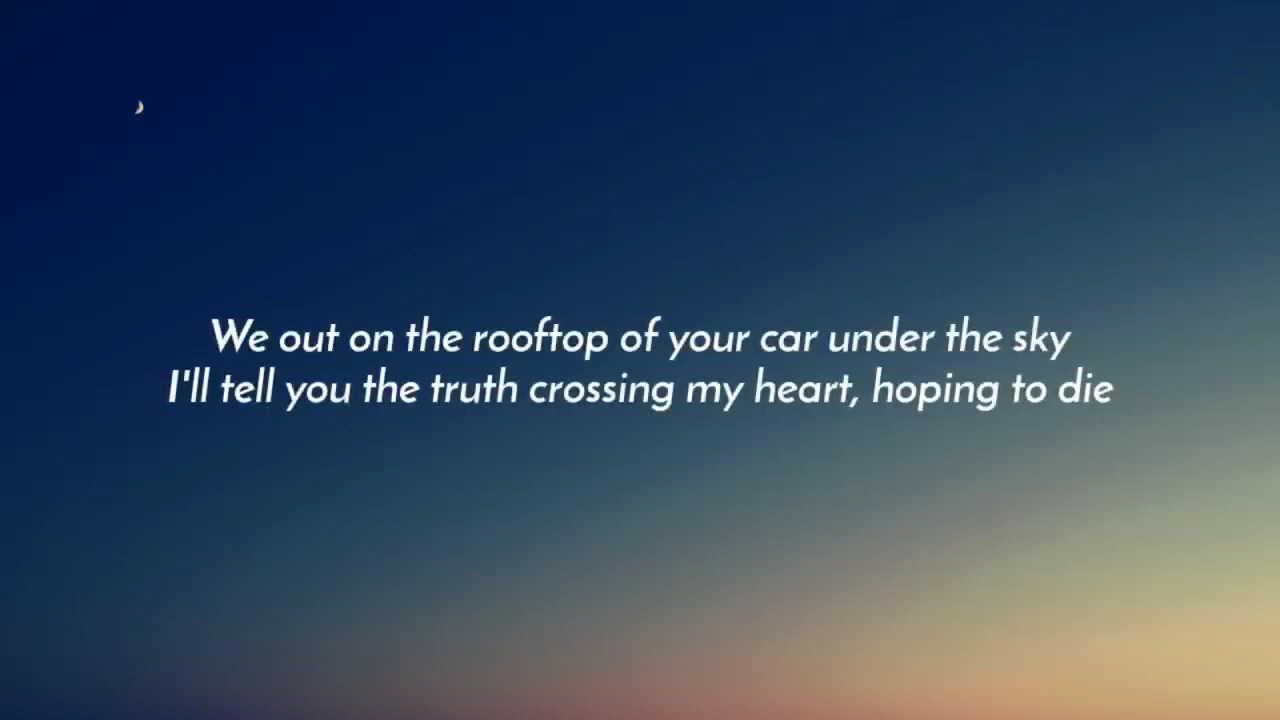 We out on the rooftop of your car under the sky
I'll tell you the truth crossing my heart, hoping to die